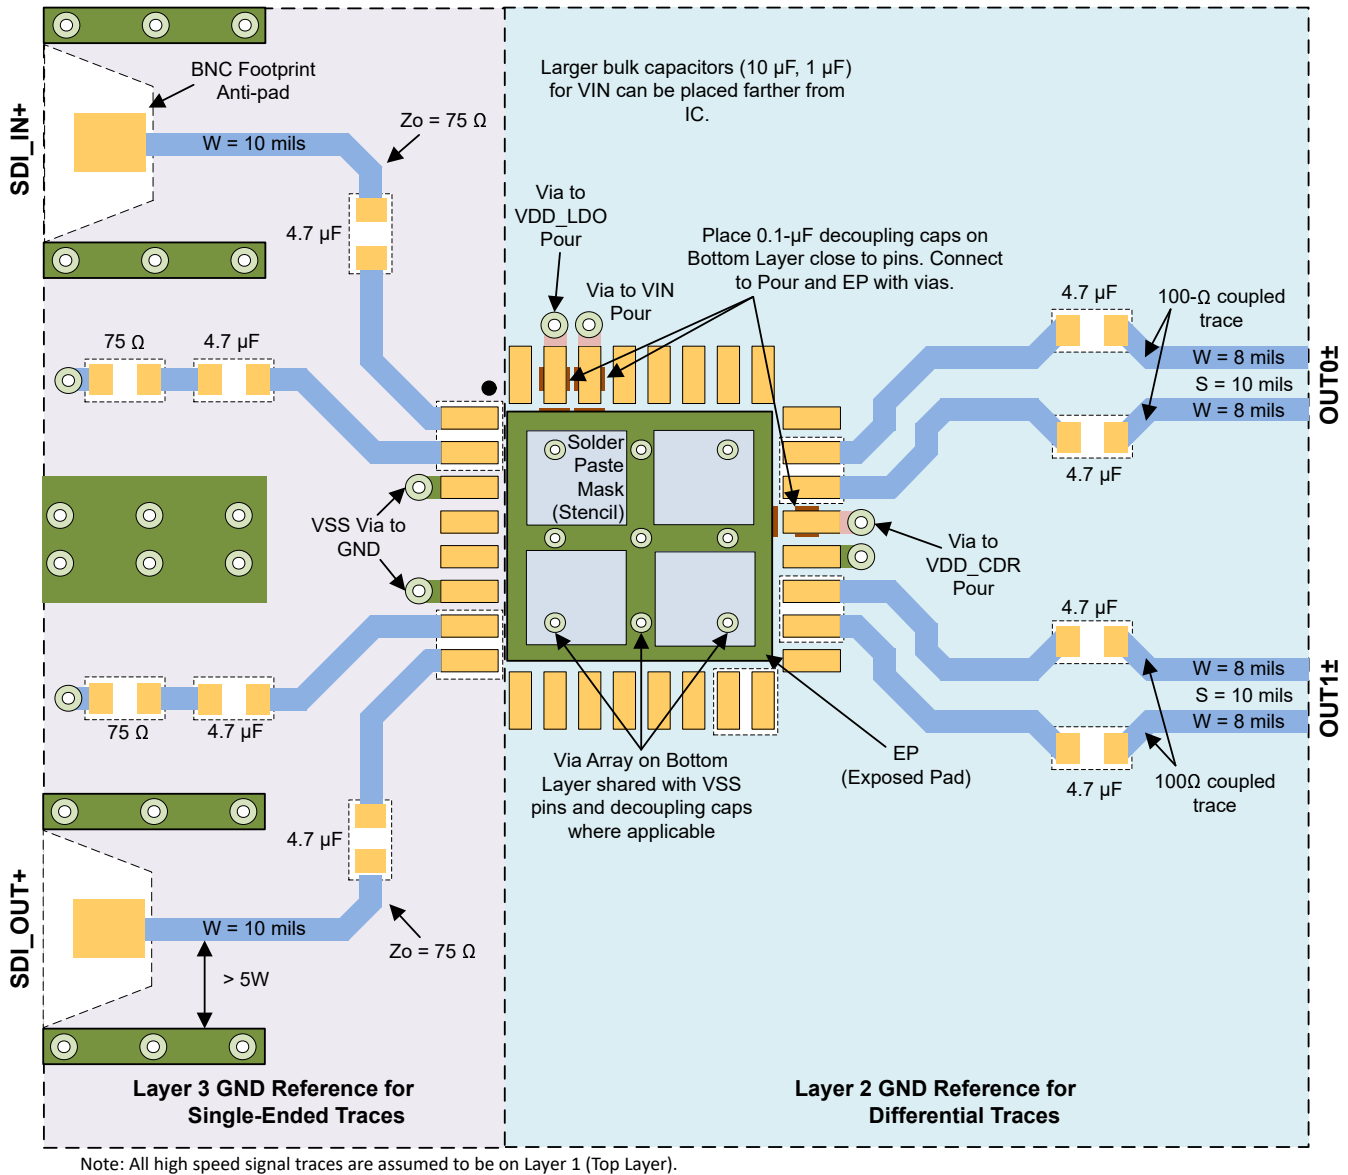 BNC Footprint
Anti-pad
SDI_IN+
W = 10 mils
Zo = 75 Ω
4.7 µF
75 Ω
4.7 µF
VSS Via to
GND
75 Ω
4.7 µF
4.7 µF
SDI_OUT+
W = 10 mils
Zo = 75 Ω
> 5W
Layer 3 GND Reference for
Single-Ended Traces
Larger bulk capacitors (10 µF, 1 µF)
for VIN can be placed farther from
IC.
Via to
VDD_LDO
Pour
Via to VIN
Pour
Place 0.1-µF decoupling caps on
Bottom Layer close to pins. Connect
to Pour and EP with vias.
Solder
Paste
Mask
(Stencil)
Via to
VDD_CDR
Pour
Via Array on Bottom
Layer shared with VSS
pins and decoupling caps
where applicable
EP
(Exposed Pad)
4.7 µF
100-Ω coupled
trace
W = 8 mils
S = 10 mils
W = 8 mils
OUT0±
4.7 µF
4.7 µF
W = 8 mils
S = 10 mils
W = 8 mils
OUT1±
4.7 µF
100Ω coupled
trace
Layer 2 GND Reference for
Differential Traces
Note: All high speed signal traces are assumed to be on Layer 1 (Top Layer).